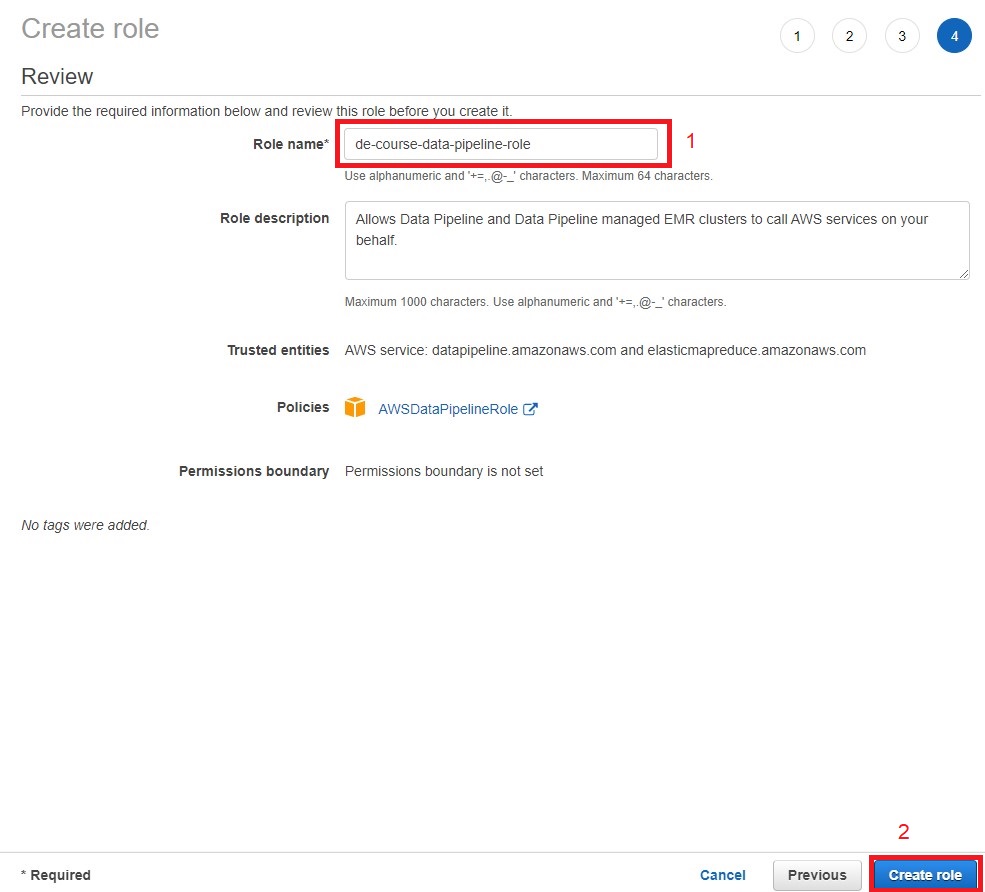 Create role
1 2 3 4
Review
Provide the required information below and review this role before you create it.
Role name* de-course-data-pipeline-role 1
Use alphanumeric and '+=,.@-_' characters. Maximum 64 characters.
Role description Allows Data Pipeline and Data Pipeline managed EMR clusters to call AWS services on your
behalf.
Maximum 1000 characters. Use alphanumeric and '+=,.@-_' characters.
Trusted entities AWS service: datapipeline.amazonaws.com and elasticmapreduce.amazonaws.com
Policies AWSDataPipelineRole
Permissions boundary Permissions boundary is not set
No tags were added.
2
* Required Cancel Previous Create role